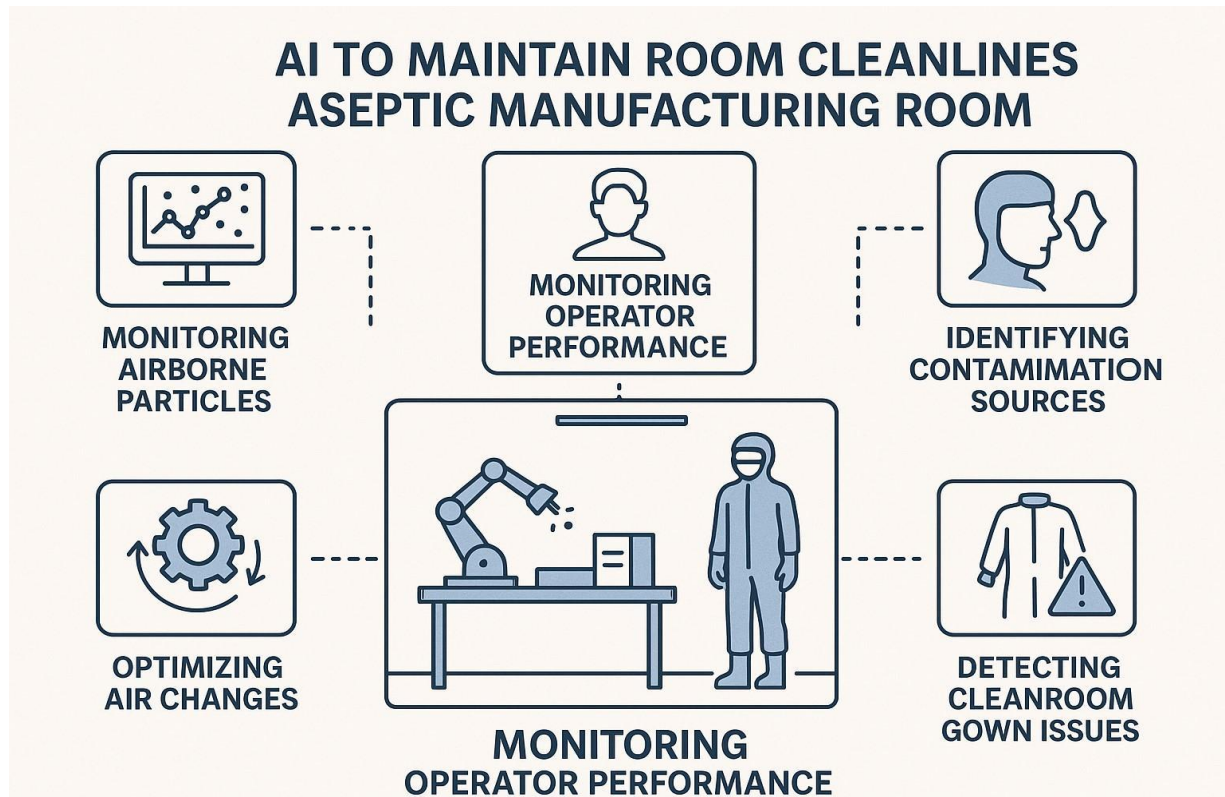 AI TO MAINTAIN ROOM CLEANLINES
ASEPTIC MANUFACTURING ROOM
MONITORING
AIRBORNE
PARTICLES
MONITORING
OPERATOR
PERFORMANCE
IDENTIFYING
CONTAMIMATION
SOURCES
OPTIMIZING
AIR CHANGES
DETECTING
CLEANROOM
GOWN ISSUES
MONITORING
OPERATOR PERFORMANCE